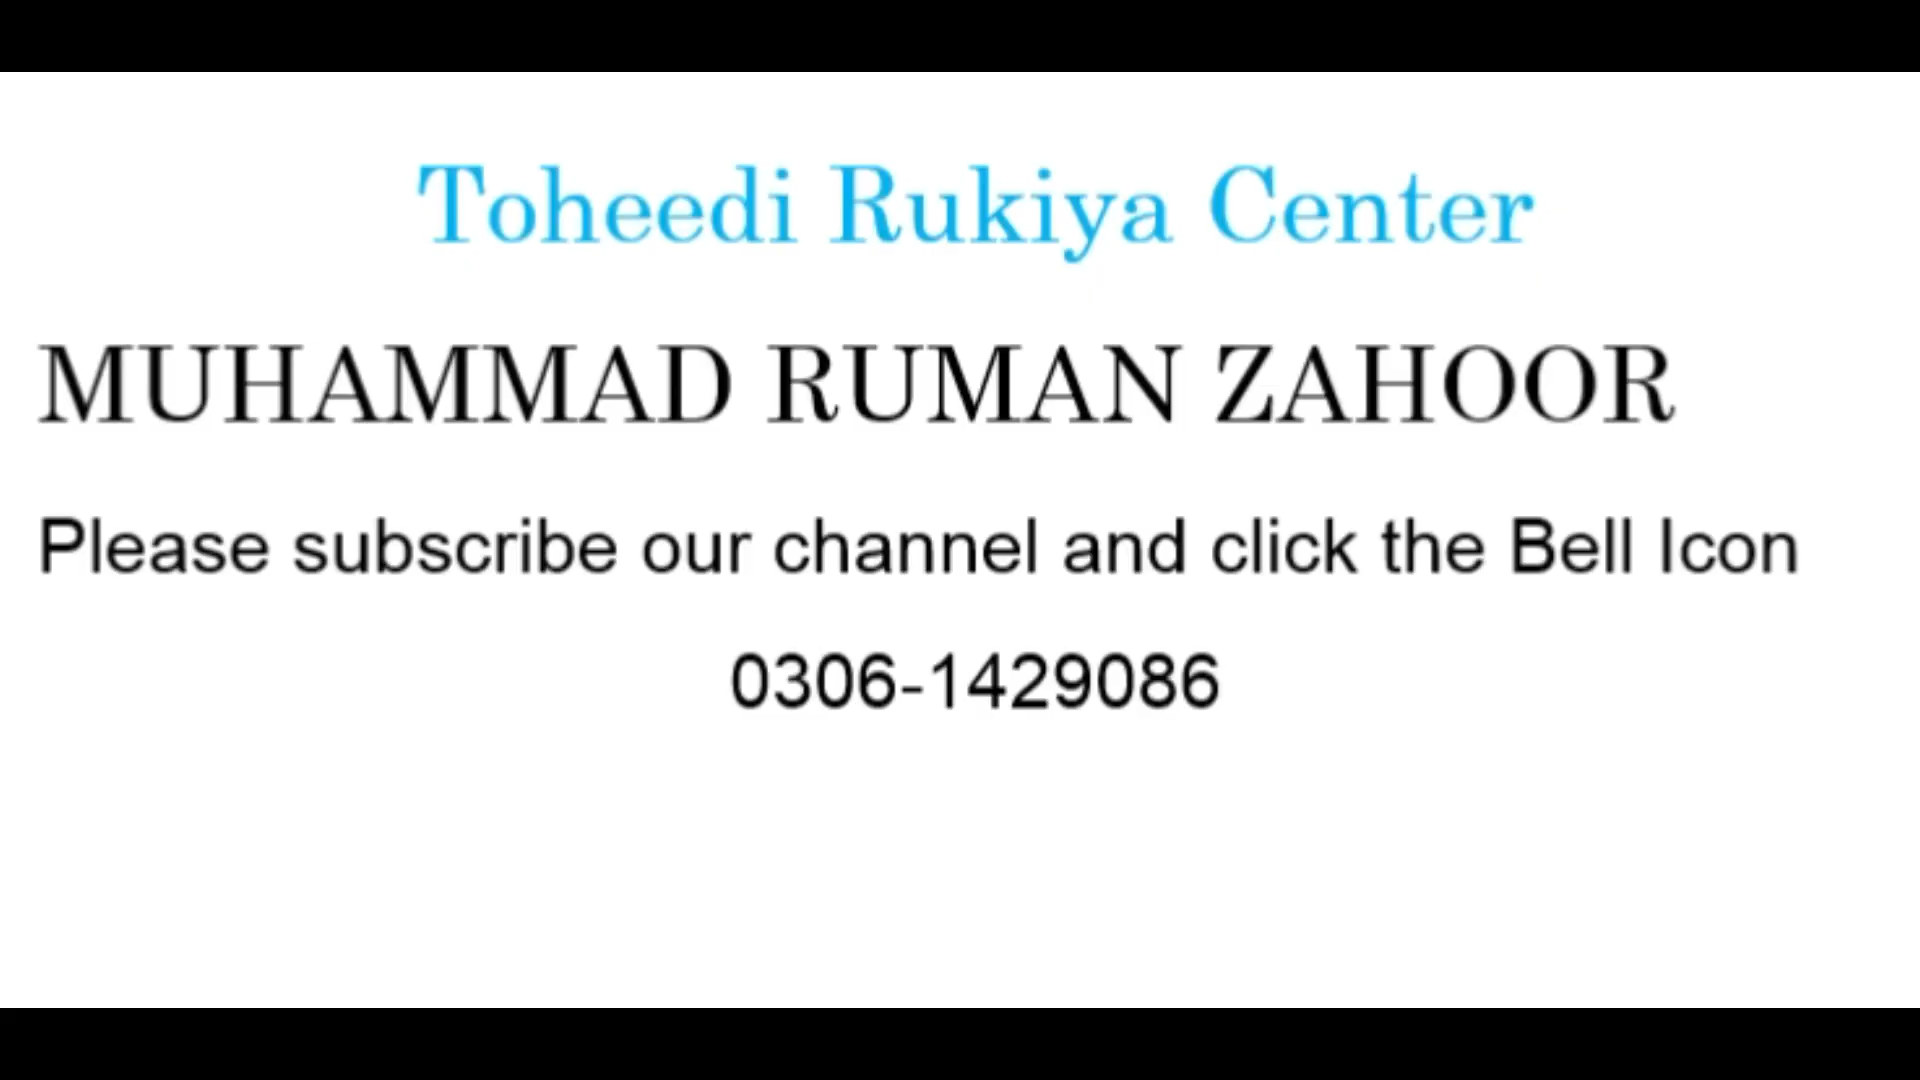 Toheedi Rukiya Center
MUHAMMAD RUMAN ZAHOOR
Please subscribe our channel and click the Bell Icon
0306-1429086